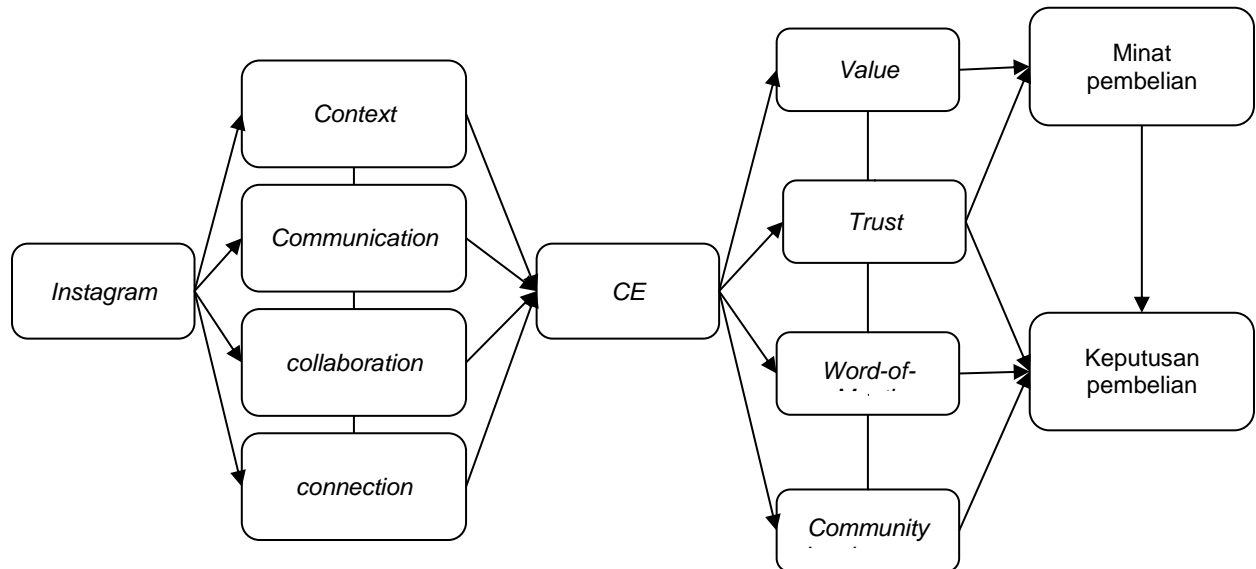 Instagram
Context
Communication
collaboration
connection
CE
Value
Trust
Word-of-
Community
Minat
pembelian
Keputusan
pembelian